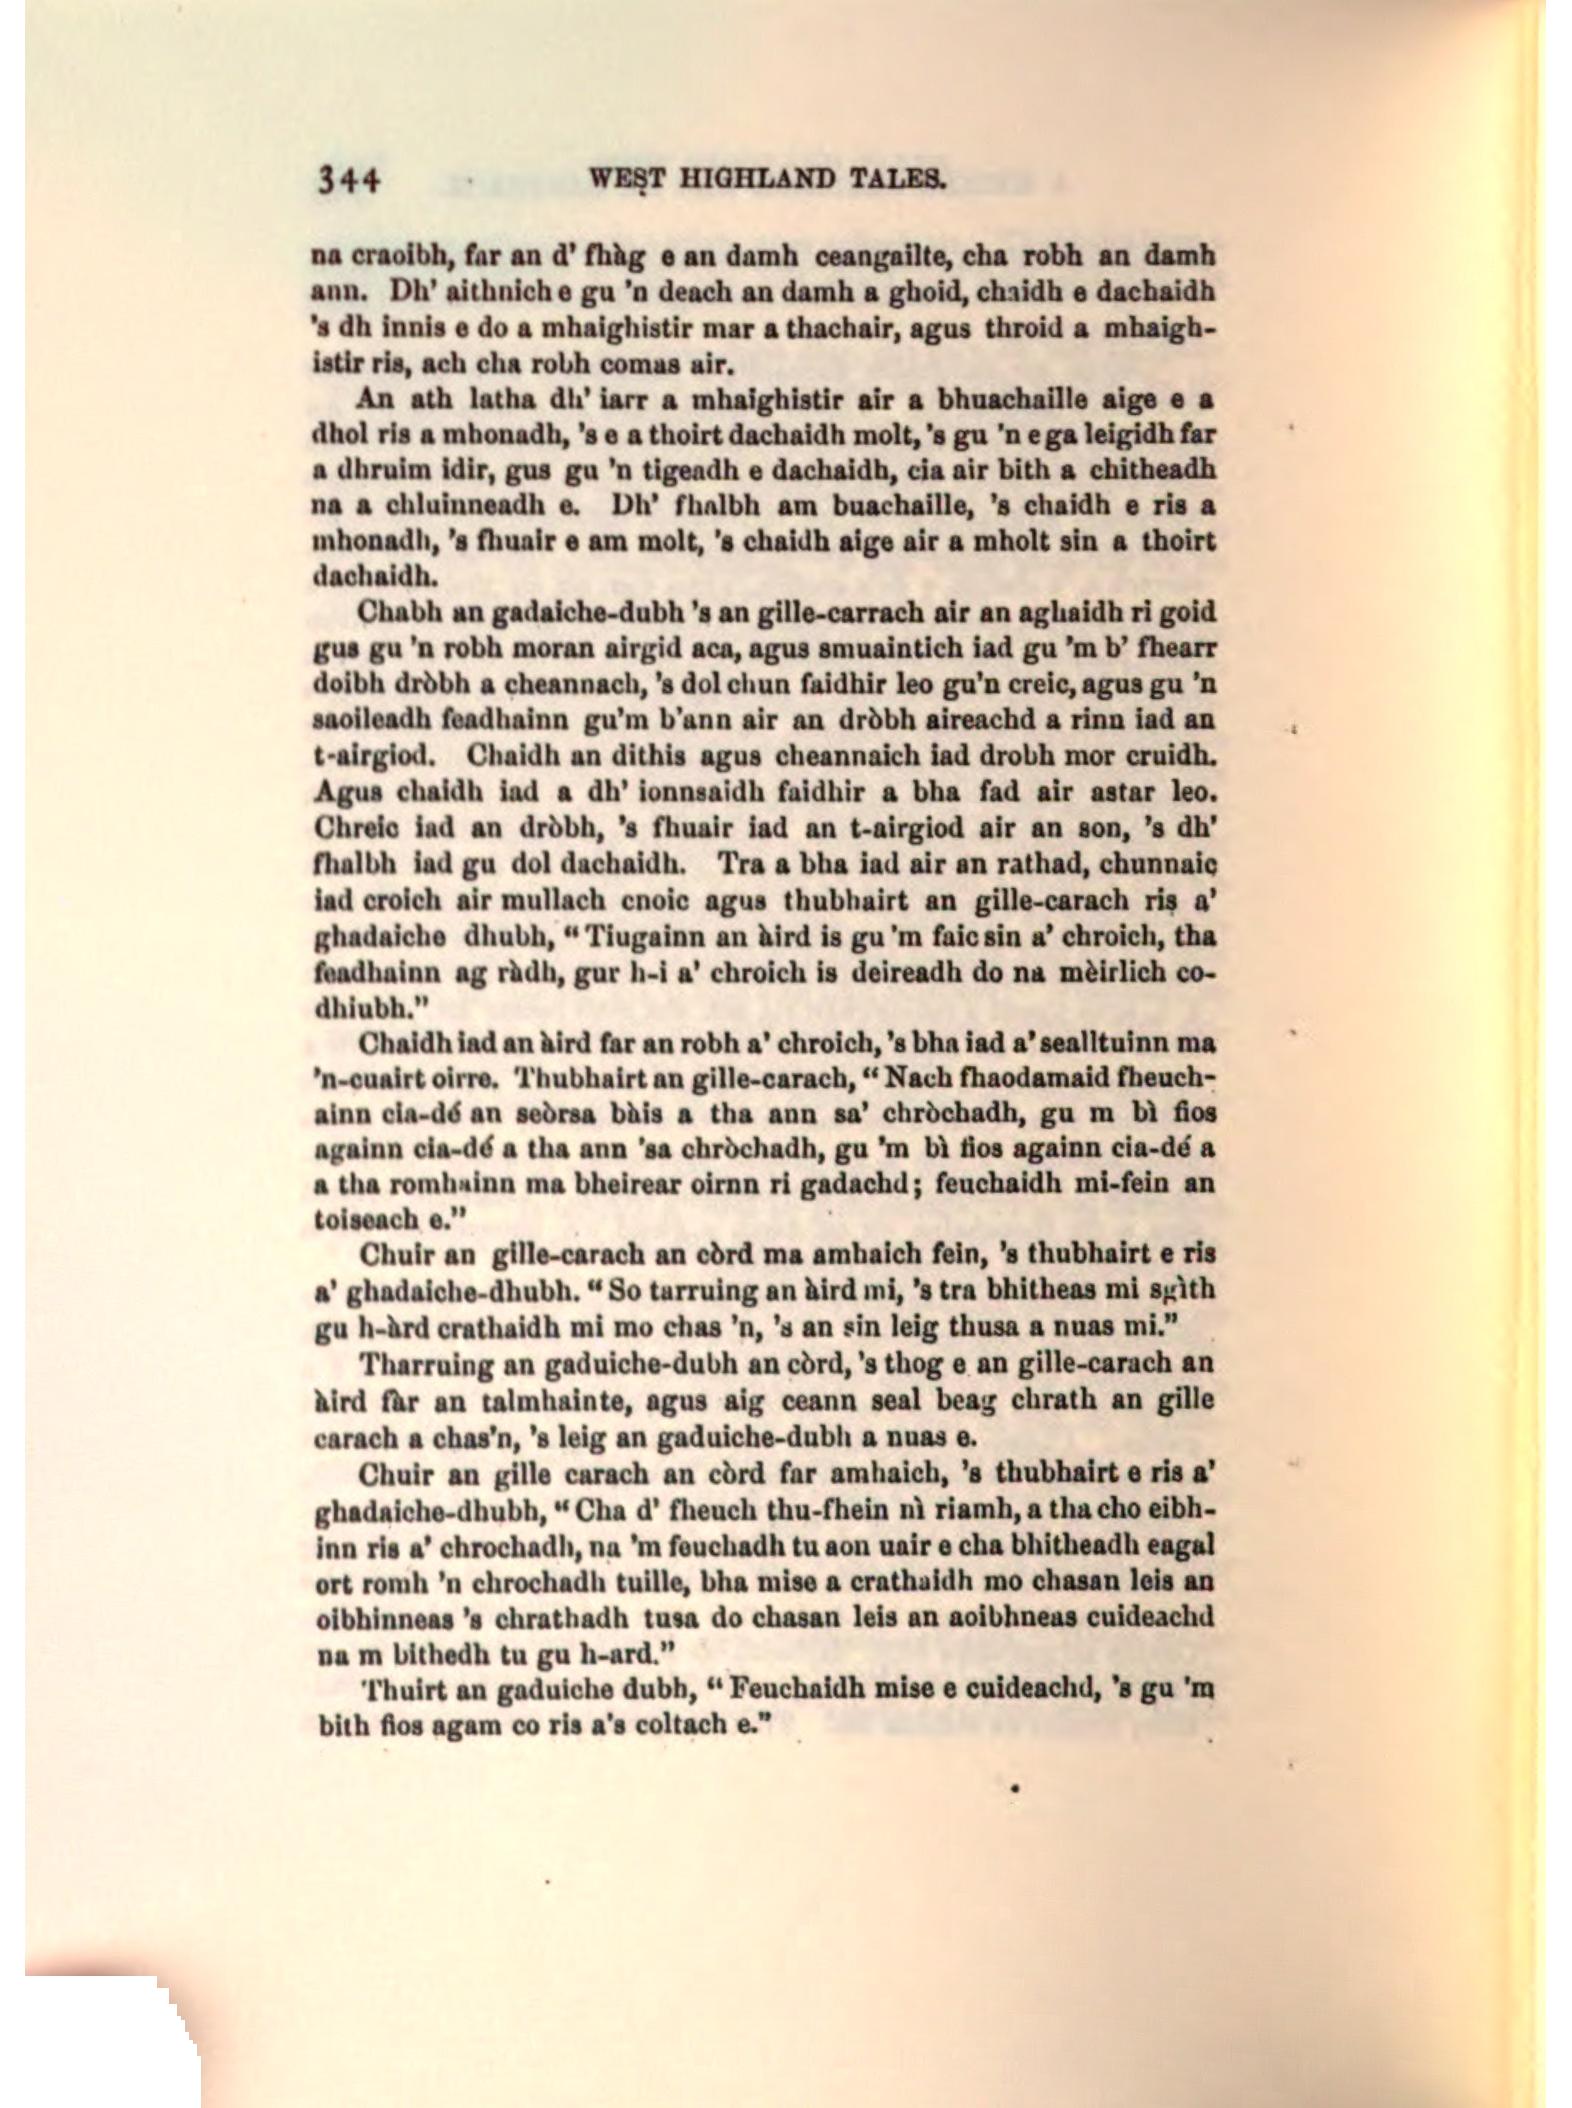 344 WEST HIGHLAND TALES.
na craoibh, far an d' fhàg e an damh ceangailte, cha robh an damh
ann. Dh' aithnich e gu 'n deach an damh a ghoid, chaidh e dachaidh
's dh innis e do a mhaighistir mar a thachair, agus throid a mhaigh-
istir ris, ach cha robh comas air.
An ath latha dh' iarr a mhaighistir air a bhuachaille aige e a
dhol ris a mhonadh, 's e a thoirt dachaidh molt, 's gu 'n e ga leigidh far
a dhruim idir, gus gu 'n tigeadh e dachaidh, cia air bith a chitheadh
na a chluinneadh e. Dh' fhalbh am buachaille, 's chaidh e ris a
mhonadh, 's fhuair e am molt, 's chaidh aige air a mholt sin a thoirt
dachaidh.
Chabh an gadaiche-dubh 's an gille-carrach air an aghaidh ri goid
gus gu 'n robh moran airgid aca, agus smuaintich iad gu 'm b' fhearr
doibh dròbh a cheannach, 's dol chun faidhir leo gu'n creic, agus gu 'n
saoileadh feadhainn gu'm b'ann air an dròbh aireachd a rinn iad an
t-airgiod. Chaidh an dithis agus cheannaich iad drobh mor cruidh.
Agus chaidh iad a dh' ionnsaidh faidhir a bha fad air astar leo.
Chreic iad an dròbh, 's fhuair iad an t-airgiod air an son, 's dh'
fhalbh iad gu dol dachaidh. Tra a bha iad air an rathad, chunnaic
iad croich air mullach cnoic agus thubhairt an gille-carach ris a'
ghadaiche dhubh, "Tiugainn an àird is gu 'm faic sin a' chroich, tha
feadhainn ag ràdh, gur h-i a' chroich is deireadh do na mèirlich co-
dhiubh."
Chaidh iad an àird far an robh a' chroich, 's bha iad a' sealltuinn ma
'n-cuairt oirre. Thubhairt an gille-carach, "Nach fhaodamaid fheuch-
ainn cia-dé an seòrsa bàis a tha ann sa' chròchadh, gu m bì fios
againn cia-dé a tha ann 'sa chròchadh, gu 'm bì fios againn cia-dé a
a tha romhainn ma bheirear oirnn ri gadachd; feuchaidh mi-fein an
toiseach e."
Chuir an gille-carach an còrd ma amhaich fein, 's thubhairt e ris
a' ghadaiche-dhubh. "So tarruing an àird mi, 's tra bhitheas mi sgìth
gu h-àrd crathaidh mi mo chas 'n, 's an sin leig thusa a nuas mi."
Tharruing an gaduiche-dubh an còrd, 's thog e an gille-carach an
àird fàr an talmhainte, agus aig ceann seal beag chrath an gille
carach a chas'n, 's leig an gaduiche-dubh a nuas e.
Chuir an gille carach an còrd far amhaich, 's thubhairt e ris a'
ghadaiche-dhubh, "Cha d' fheuch thu-fhein nì riamh, a tha cho eibh-
inn ris a' chrochadh, na 'm feuchadh tu aon uair e cha bhitheadh eagal
ort romh 'n chrochadh tuille, bha mise a crathaidh mo chasan leis an
oibhinneas 's chrathadh tusa do chasan leis an aoibhneas cuideachd
na m bithedh tu gu h-ard."
Thuirt an gaduiche dubh, "Feuchaidh mise e cuideachd, 's gu 'm
bith fios agam co ris a's coltach e."